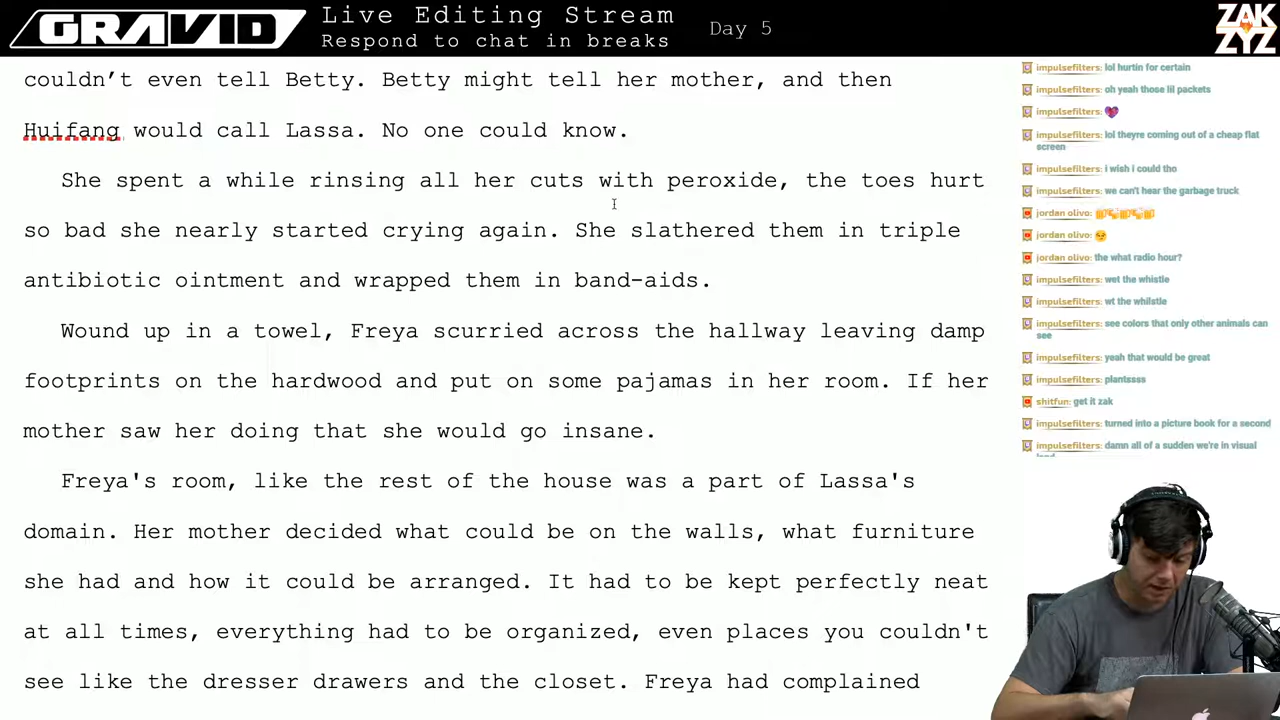 GRAVID
Live Editing Stream
Respond to chat in breaks
Day 5
ZAK
ZYZ
couldn't even tell Betty. Betty might tell her mother, and then
Huifang would call Lassa. No one could know.
She spent a while rinsing all her cuts with peroxide, the toes hurt
so bad she nearly started crying again. She slathered them in triple
antibiotic ointment and wrapped them in band-aids.
Wound up in a towel, Freya scurried across the hallway leaving damp
footprints on the hardwood and put on some pajamas in her room. If her
mother saw her doing that she would go insane.
Freya's room, like the rest of the house was a part of Lassa's
domain. Her mother decided what could be on the walls, what furniture
she had and how it could be arranged. It had to be kept perfectly neat
at all times, everything had to be organized, even places you couldn't
see like the dresser drawers and the closet. Freya had complained
impulsefilters: lol hurtin for certain
impulsefilters: oh yeah those lil packets
impulsefilters:
impulsefilters: lol theyre coming out of a cheap flat
screen
impulsefilters: i wish i could tho
impulsefilters: we can't hear the garbage truck
jordan olivo:
jordan olivo:
jordan olivo: the what radio hour?
impulsefilters: wet the whistle
impulsefilters: wt the whilstle
impulsefilters: see colors that only other animals can
see
impulsefilters: yeah that would be great
impulsefilters: plantssss
shitfun: get it zak
impulsefilters: turned into a picture book for a second
impulsefilters: damn all of a sudden we're in visual